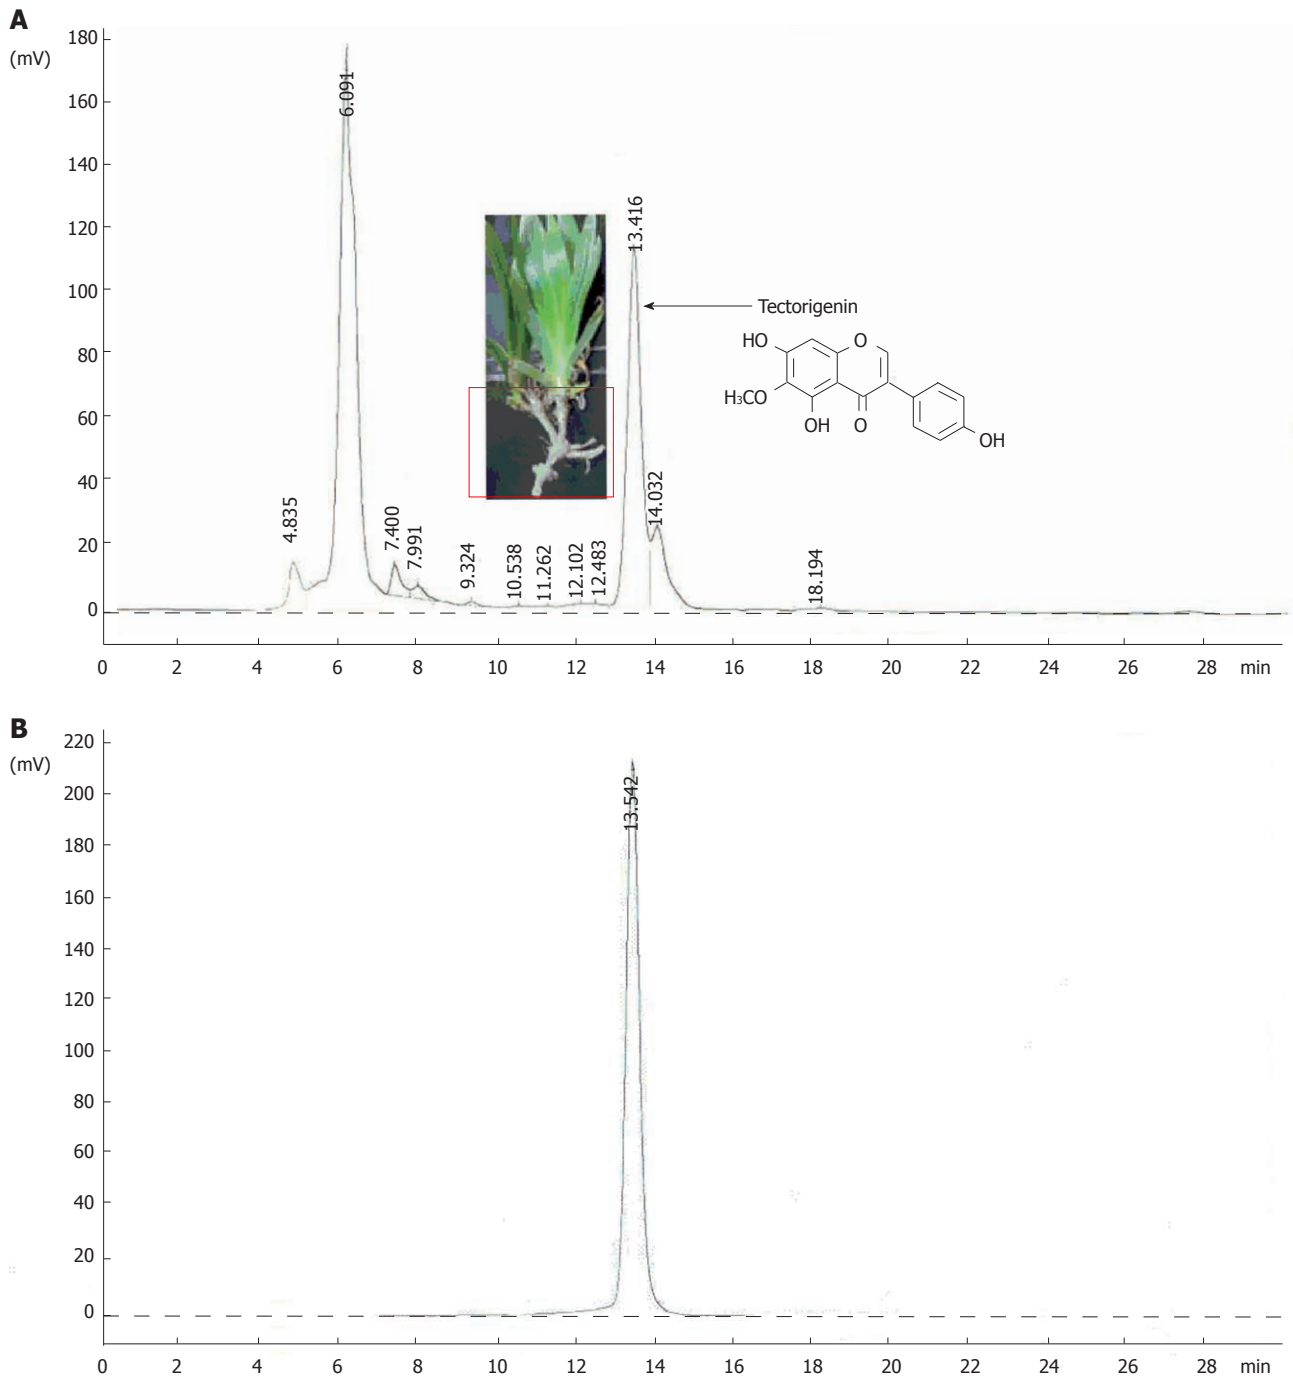 A
(mV)
180
160
140
120
100
80
60
40
20
0
4.835
6.091
7.400
7.991
9.324
10.538
11.262
12.102
12.483
13.416
14.032
18.194
Tectorigenin
HO
O
H3CO
OH
O
OH
0 2 4 6 8 10 12 14 16 18 20 22 24 26 28 min
B
(mV)
220
200
180
160
140
120
100
80
60
40
20
0
13.542
0 2 4 6 8 10 12 14 16 18 20 22 24 26 28 min